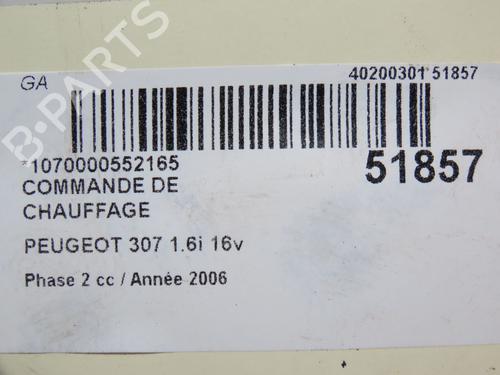 GA
40200301 51857
*1070000552165
51857
COMMANDE DE
CHAUFFAGE
PEUGEOT 307 1.6i 16v
Phase 2 cc / Année 2006
B-PARTS